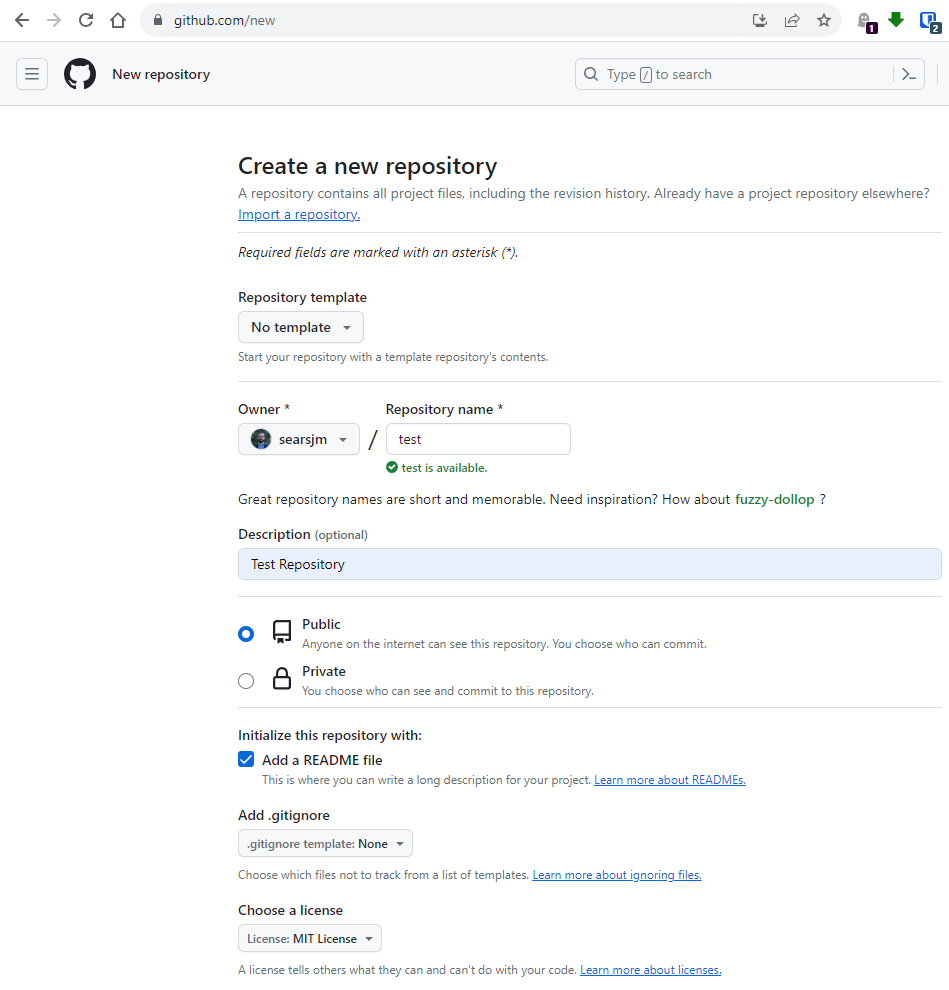 github.com/new
1
2
New repository
Type / to search
Create a new repository
A repository contains all project files, including the revision history. Already have a project repository elsewhere?
Import a repository.
Required fields are marked with an asterisk (*).
Repository template
No template
Start your repository with a template repository's contents.
Owner * Repository name *
searsjm / test
test is available.
Great repository names are short and memorable. Need inspiration? How about fuzzy-dollop ?
Description (optional)
Test Repository
Public
Anyone on the internet can see this repository. You choose who can commit.
Private
You choose who can see and commit to this repository.
Initialize this repository with:
Add a README file
This is where you can write a long description for your project. Learn more about READMEs.
Add .gitignore
.gitignore template: None
Choose which files not to track from a list of templates. Learn more about ignoring files.
Choose a license
License: MIT License
A license tells others what they can and can't do with your code. Learn more about licenses.